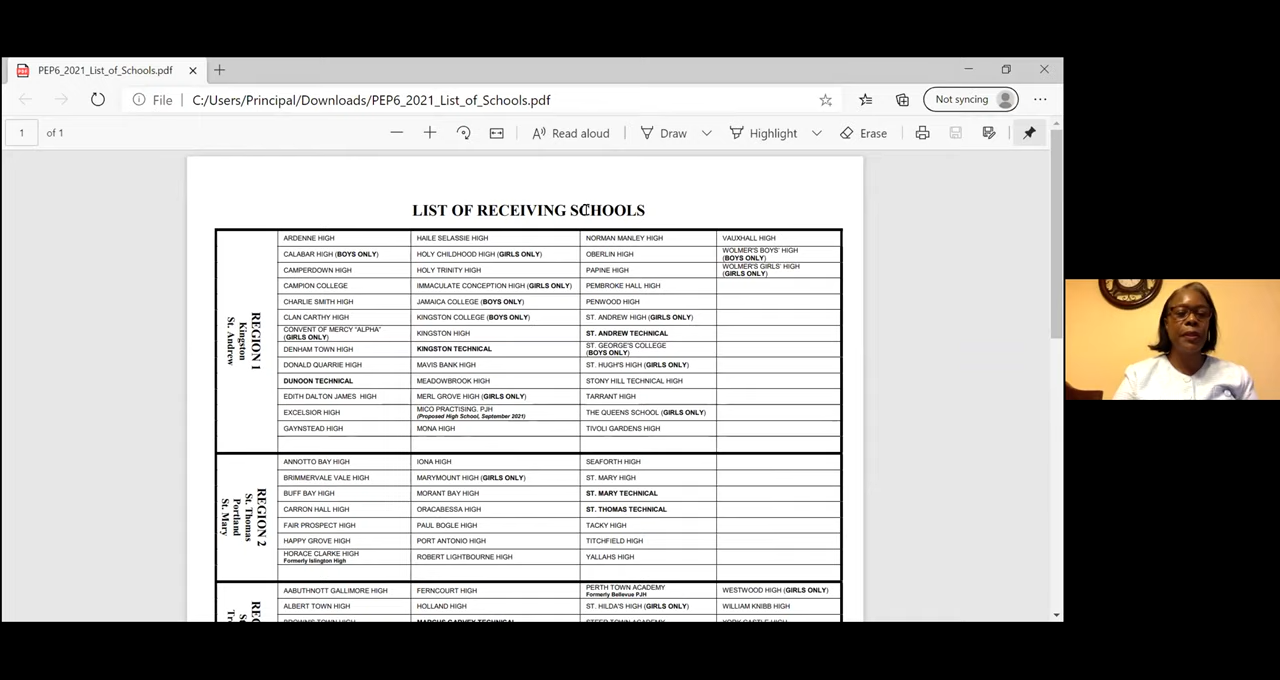 PEP6_2021_List_of_Schools.pdf
File C:/Users/Principal/Downloads/PEP6_2021_List_of_Schools.pdf Not syncing
1 of 1 Read aloud Draw Highlight Erase
LIST OF RECEIVING SCHOOLS
REGION 1
Kingston
St. Andrew
ARDENNE HIGH HAILE SELASSIE HIGH NORMAN MANLEY HIGH VAUXHALL HIGH
CALABAR HIGH (BOYS ONLY) HOLY CHILDHOOD HIGH (GIRLS ONLY) OBERLIN HIGH WOLMER'S BOYS' HIGH
(BOYS ONLY)
CAMPERDOWN HIGH HOLY TRINITY HIGH PAPINE HIGH WOLMER'S GIRLS' HIGH
(GIRLS ONLY)
CAMPION COLLEGE IMMACULATE CONCEPTION HIGH (GIRLS ONLY) PEMBROKE HALL HIGH
CHARLIE SMITH HIGH JAMAICA COLLEGE (BOYS ONLY) PENWOOD HIGH
CLAN CARTHY HIGH KINGSTON COLLEGE (BOYS ONLY) ST. ANDREW HIGH (GIRLS ONLY)
CONVENT OF MERCY "ALPHA"
(GIRLS ONLY) KINGSTON HIGH ST. ANDREW TECHNICAL
DENHAM TOWN HIGH KINGSTON TECHNICAL ST. GEORGE'S COLLEGE
(BOYS ONLY)
DONALD QUARRIE HIGH MAVIS BANK HIGH ST. HUGH'S HIGH (GIRLS ONLY)
DUNOON TECHNICAL MEADOWBROOK HIGH STONY HILL TECHNICAL HIGH
EDITH DALTON JAMES HIGH MERL GROVE HIGH (GIRLS ONLY) TARRANT HIGH
EXCELSIOR HIGH MICO PRACTISING. PJH THE QUEENS SCHOOL (GIRLS ONLY)
(Proposed High School, September 2021)
GAYNSTEAD HIGH MONA HIGH TIVOLI GARDENS HIGH
REGION 2
St. Thomas
Portland
St. Mary
ANNOTTO BAY HIGH IONA HIGH SEAFORTH HIGH
BRIMMERVALE VALE HIGH MARYMOUNT HIGH (GIRLS ONLY) ST. MARY HIGH
BUFF BAY HIGH MORANT BAY HIGH ST. MARY TECHNICAL
CARRON HALL HIGH ORACABESSA HIGH ST. THOMAS TECHNICAL
FAIR PROSPECT HIGH PAUL BOGLE HIGH TACKY HIGH
HAPPY GROVE HIGH PORT ANTONIO HIGH TITCHFIELD HIGH
HORACE CLARKE HIGH ROBERT LIGHTBOURNE HIGH YALLAHS HIGH
Formerly Islington High
AABUTHNOTT GALLIMORE HIGH FERNCOURT HIGH PERTH TOWN ACADEMY WESTWOOD HIGH (GIRLS ONLY)
Formerly Bellevue PJH
ALBERT TOWN HIGH HOLLAND HIGH ST. HILDA'S HIGH (GIRLS ONLY) WILLIAM KNIBB HIGH